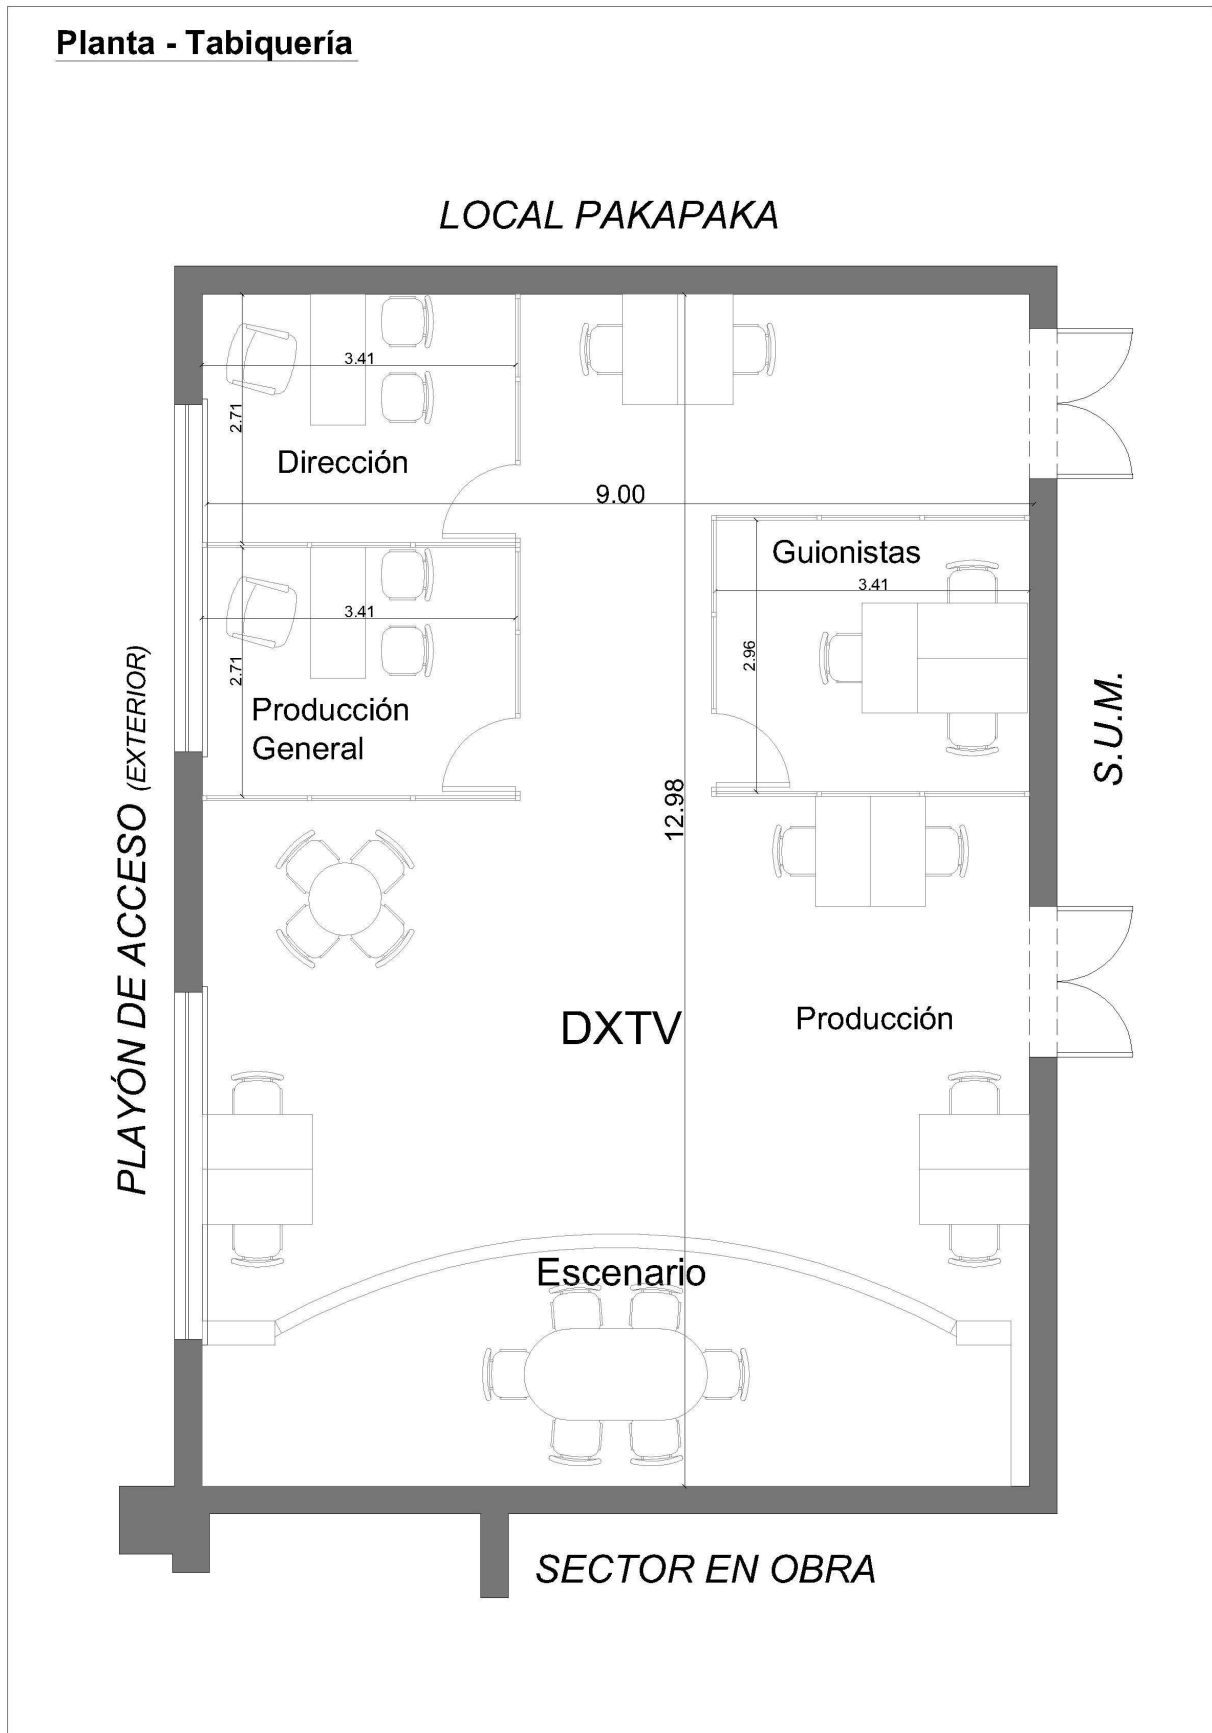 Planta - Tabiquería
LOCAL PAKAPAKA
3.41
2.71
Dirección
9.00
Guionistas
3.41
3.41
2.96
2.71
Producción
General
12.98
PLAYÓN DE ACCESO (EXTERIOR)
S.U.M.
DXTV
Producción
Escenario
SECTOR EN OBRA